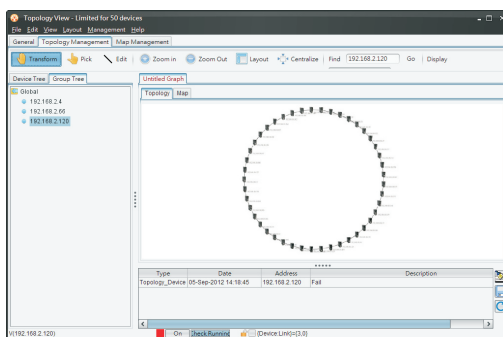 Topology View - Limited for 50 devices
File Edit View Layout Management Help
General Topology Management Map Management
Transform Pick Edit Zoom in Zoom Out Layout Centralize Find 192.168.2.120 Go Display
Device Tree Group Tree
Untitled Graph
Global
Topology Map
192.168.2.4
192.168.2.66
192.168.2.120
Type Date Address Description
Topology_Device 05-Sep-2012 14:18:45 192.168.2.120 Fail
V(192.168.2.120) On Check Running {Device:Link}={3,0}